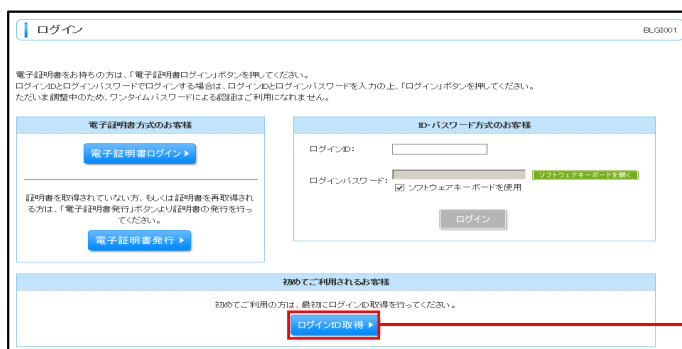 ログイン
BLGI001
電子証明書をお持ちの方は、「電子証明書ログイン」ボタンを押してください。
ログインIDとログインパスワードでログインする場合は、ログインIDとログインパスワードを入力の上、「ログイン」ボタンを押してください。
ただいま調整中のため、ワンタイムパスワードによる認証はご利用になれません。
電子証明書方式のお客様
電子証明書ログイン
証明書を取得されていない方、もしくは証明書を再取得され
る方は、「電子証明書発行」ボタンより証明書の発行を行っ
てください。
電子証明書発行
ID・パスワード方式のお客様
ログインID:
ログインパスワード:
ソフトウェアキーボードを開く
ソフトウェアキーボードを使用
ログイン
初めてご利用されるお客様
初めてご利用の方は、最初にログインID取得を行ってください。
ログインID取得